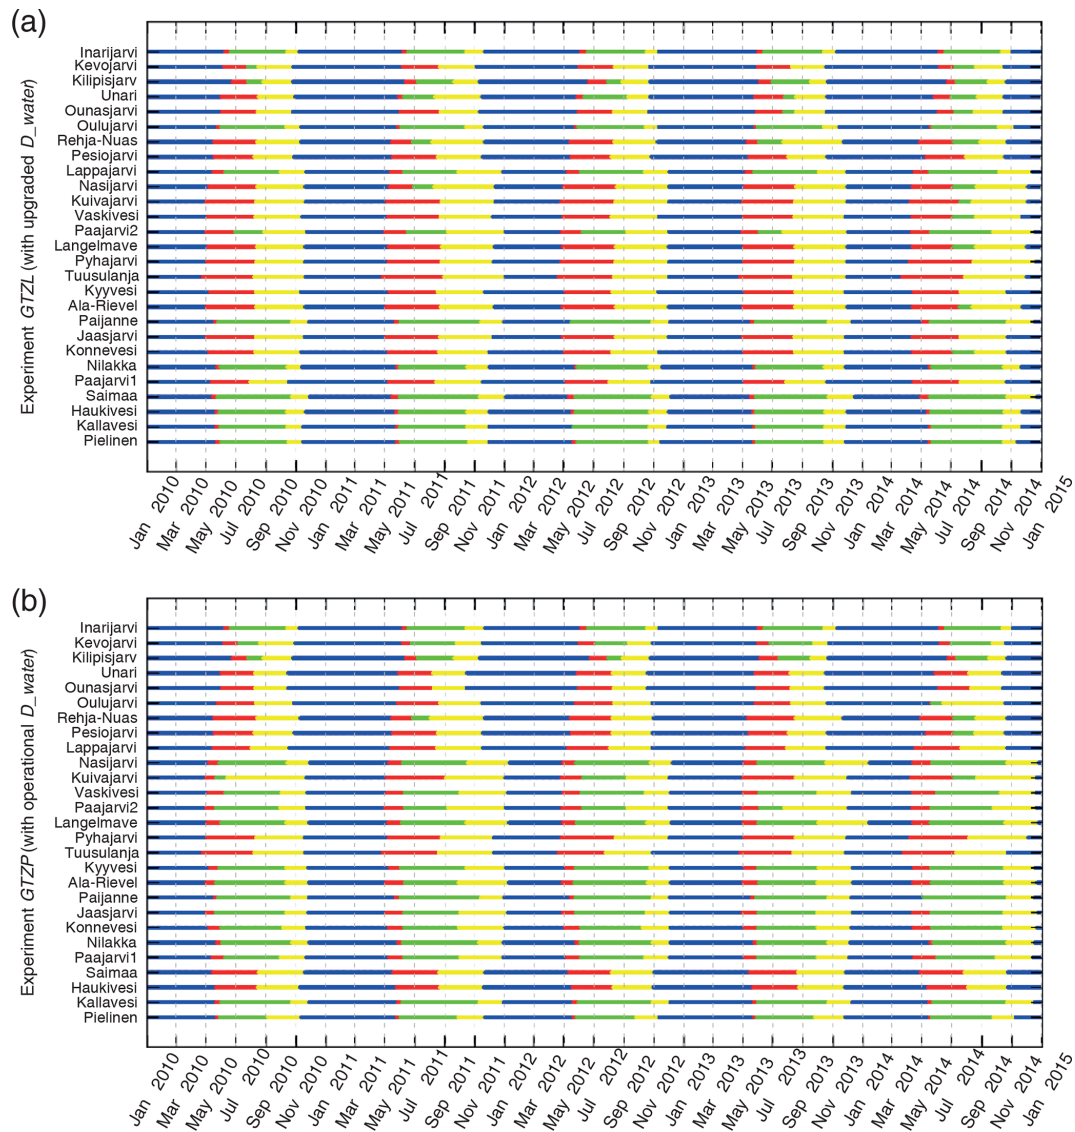 (a)
Experiment GTZL (with upgraded D_water)
Inarijarvi
Kevojarvi
Kilipisjarv
Unari
Ounasjarvi
Oulujarvi
Rehja-Nuas
Pesiojarvi
Lappajarvi
Nasijarvi
Kuivajarvi
Vaskivesi
Paajarvi2
Langelmave
Pyhajarvi
Tuusulanja
Kyyvesi
Ala-Rievel
Paijanne
Jaasjarvi
Konnevesi
Nilakka
Paajarvi1
Saimaa
Haukivesi
Kallavesi
Pielinen
Jan 2010
Mar 2010
May 2010
Jul 2010
Sep 2010
Nov 2010
Jan 2011
Mar 2011
May 2011
Jul 2011
Sep 2011
Nov 2011
Jan 2012
Mar 2012
May 2012
Jul 2012
Sep 2012
Nov 2012
Jan 2013
Mar 2013
May 2013
Jul 2013
Sep 2013
Nov 2013
Jan 2014
Mar 2014
May 2014
Jul 2014
Sep 2014
Nov 2014
Jan 2015
(b)
Experiment GTZP (with operational D_water)
Inarijarvi
Kevojarvi
Kilipisjarv
Unari
Ounasjarvi
Oulujarvi
Rehja-Nuas
Pesiojarvi
Lappajarvi
Nasijarvi
Kuivajarvi
Vaskivesi
Paajarvi2
Langelmave
Pyhajarvi
Tuusulanja
Kyyvesi
Ala-Rievel
Paijanne
Jaasjarvi
Konnevesi
Nilakka
Paajarvi1
Saimaa
Haukivesi
Kallavesi
Pielinen
Jan 2010
Mar 2010
May 2010
Jul 2010
Sep 2010
Nov 2010
Jan 2011
Mar 2011
May 2011
Jul 2011
Sep 2011
Nov 2011
Jan 2012
Mar 2012
May 2012
Jul 2012
Sep 2012
Nov 2012
Jan 2013
Mar 2013
May 2013
Jul 2013
Sep 2013
Nov 2013
Jan 2014
Mar 2014
May 2014
Jul 2014
Sep 2014
Nov 2014
Jan 2015